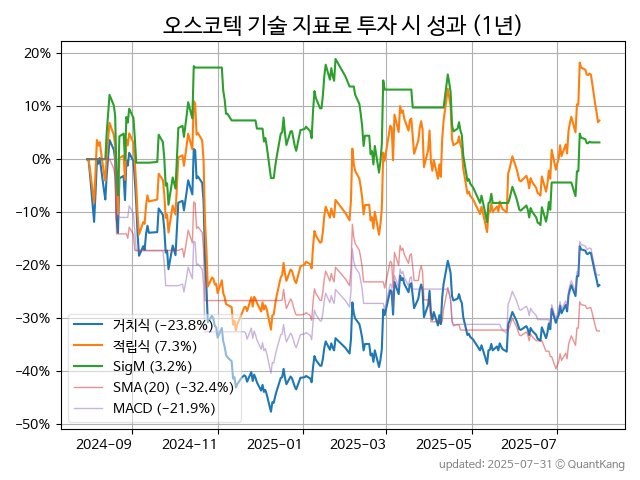 오스코텍 기술 지표로 투자 시 성과 (1년)
20%
10%
0%
−10%
−20%
−30%
−40%
−50%
거치식 (−23.8%)
적립식 (7.3%)
SigM (3.2%)
SMA(20) (−32.4%)
MACD (−21.9%)
2024−09
2024−11
2025−01
2025−03
2025−05
2025−07
updated: 2025-07-31 © QuantKang